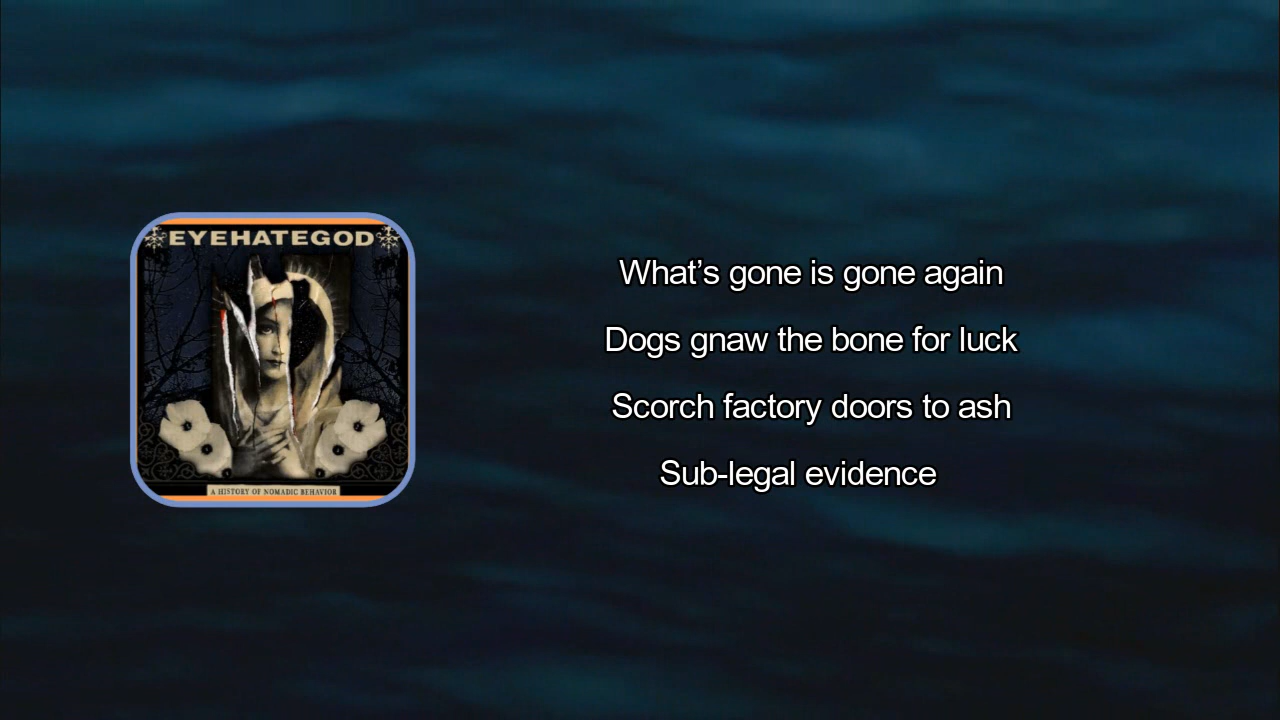 EYEHATEGOD
What’s gone is gone again
Dogs gnaw the bone for luck
Scorch factory doors to ash
Sub-legal evidence
A HISTORY OF NOMADIC BEHAVIOR